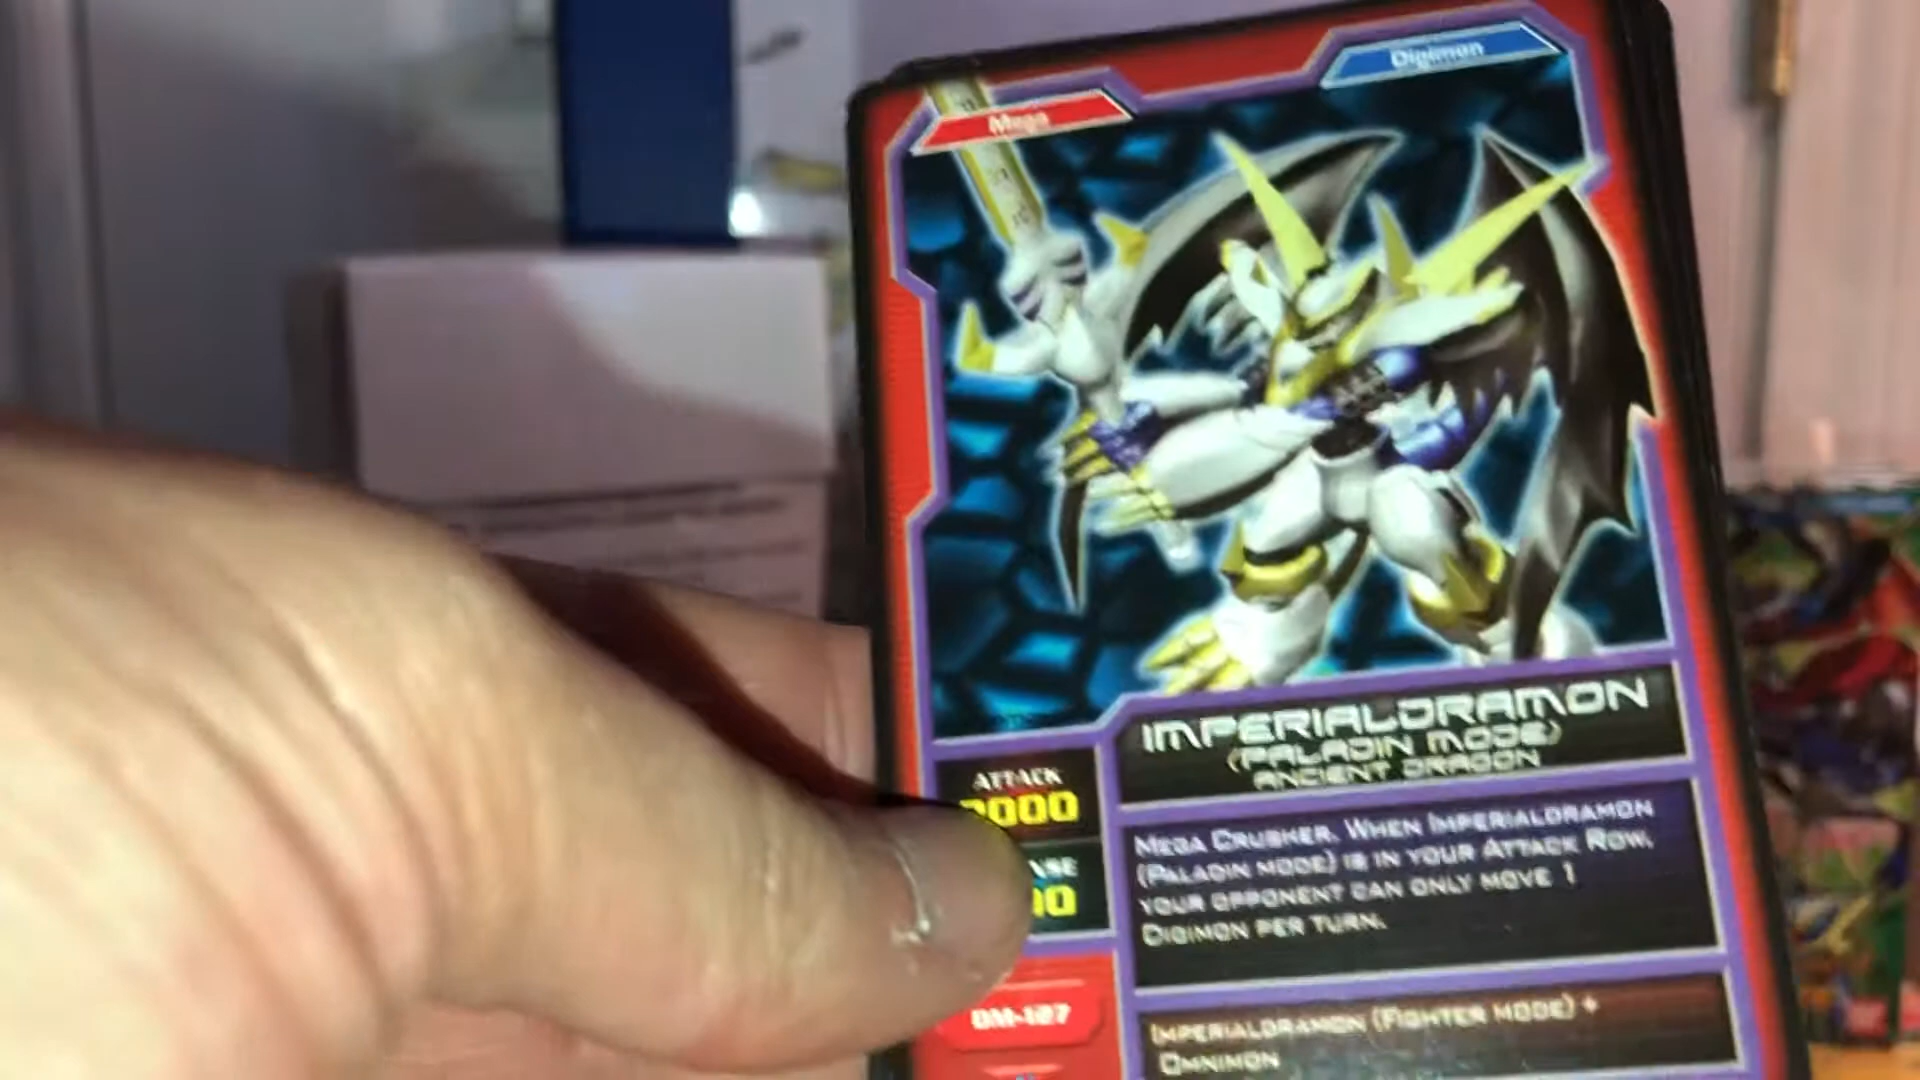 Digimon
Mega
IMPERIALDRAMON
(PALADIN MODE)
ANCIENT DRAGON
ATTACK
000
MEGA CRUSHER. WHEN IMPERIALDRAMON
(PALADIN MODE) IS IN YOUR ATTACK ROW,
YOUR OPPONENT CAN ONLY MOVE 1
DIGIMON PER TURN.
DM-127
IMPERIALDRAMON (FIGHTER MODE) +
OMNIMON